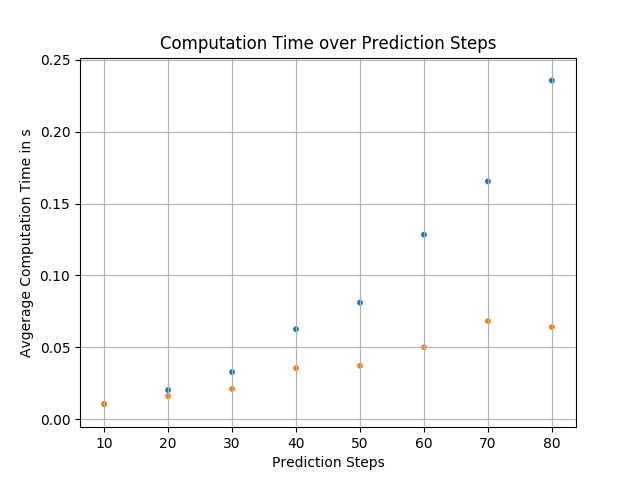 Computation Time over Prediction Steps
Avgerage Computation Time in s
0.25
0.20
0.15
0.10
0.05
0.00
10 20 30 40 50 60 70 80
Prediction Steps